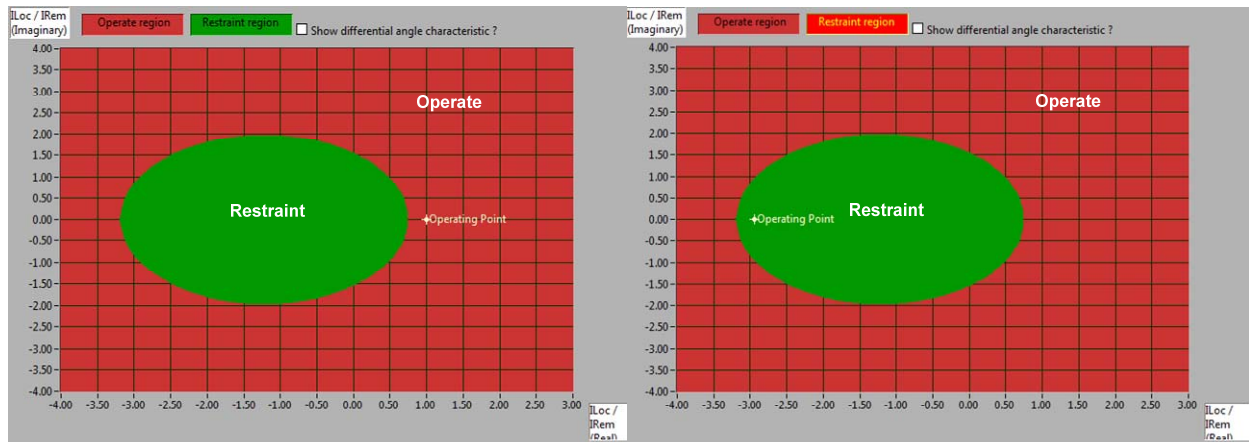 ILoc / IRem
(Imaginary)
Operate region
Restraint region
Show differential angle characteristic ?
4.00
3.50
3.00
2.50
2.00
1.50
1.00
0.50
0.00
-0.50
-1.00
-1.50
-2.00
-2.50
-3.00
-3.50
-4.00
Operate
Restraint
Operating Point
-4.00 -3.50 -3.00 -2.50 -2.00 -1.50 -1.00 -0.50 0.00 0.50 1.00 1.50 2.00 2.50 3.00
ILoc /
IRem
(Real)
ILoc / IRem
(Imaginary)
Operate region
Restraint region
Show differential angle characteristic ?
4.00
3.50
3.00
2.50
2.00
1.50
1.00
0.50
0.00
-0.50
-1.00
-1.50
-2.00
-2.50
-3.00
-3.50
-4.00
Operate
Restraint
Operating Point
-4.00 -3.50 -3.00 -2.50 -2.00 -1.50 -1.00 -0.50 0.00 0.50 1.00 1.50 2.00 2.50 3.00
ILoc /
IRem
(Real)